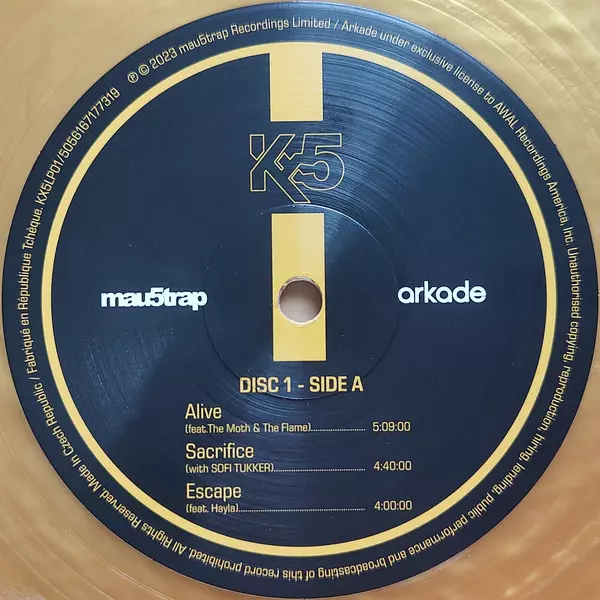 ℗ © 2023 mau5trap Recordings Limited / Arkade under exclusive license to AWAL Recordings America, Inc. Unauthorised copying, reproduction, hiring, lending, public performance and broadcasting of this record prohibited. All Rights Reserved. Made in Czech Republic / Fabriqué en République Tchèque. KX5LP01/5056167177319
Kx5
mau5trap
arkade
DISC 1 - SIDE A
Alive
(feat.The Moth & The Flame)........................ 5:09:00
Sacrifice
(with SOFI TUKKER)........................ 4:40:00
Escape
(feat. Hayla)........................ 4:00:00